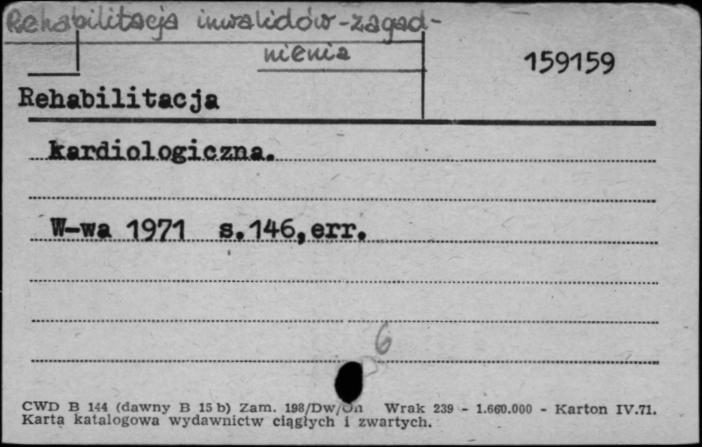 Rehabilitacja inwalidów-zagad-
nienia
159159
Rehabilitacja
kardiologiczna.
W-wa 1971 s.146,err.
6
CWD B 144 (dawny B 15 b) Zam. 198/Dw/ Wrak 239 - 1.660.000 - Karton IV.71.
Karta katalogowa wydawnictw ciągłych i zwartych.